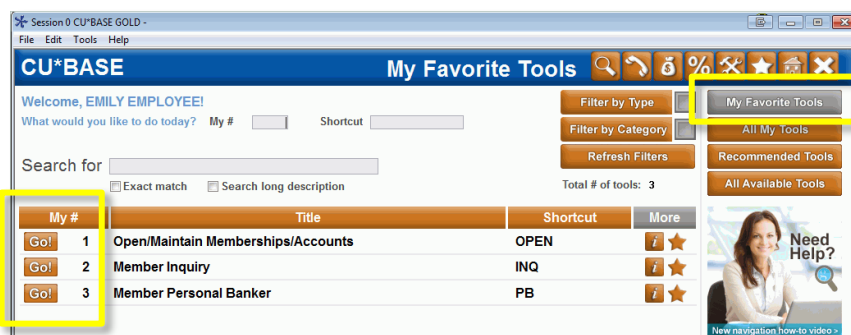 Session 0 CU*BASE GOLD -
File Edit Tools Help
CU*BASE My Favorite Tools $ %
Welcome, EMILY EMPLOYEE!
What would you like to do today? My # Shortcut
Filter by Type
My Favorite Tools
Filter by Category
All My Tools
Search for
Refresh Filters
Recommended Tools
Exact match Search long description
Total # of tools: 3
All Available Tools
My # Title Shortcut More
Go! 1 Open/Maintain Memberships/Accounts OPEN i
Go! 2 Member Inquiry INQ i
Go! 3 Member Personal Banker PB i
Need
Help?
New navigation how-to video >